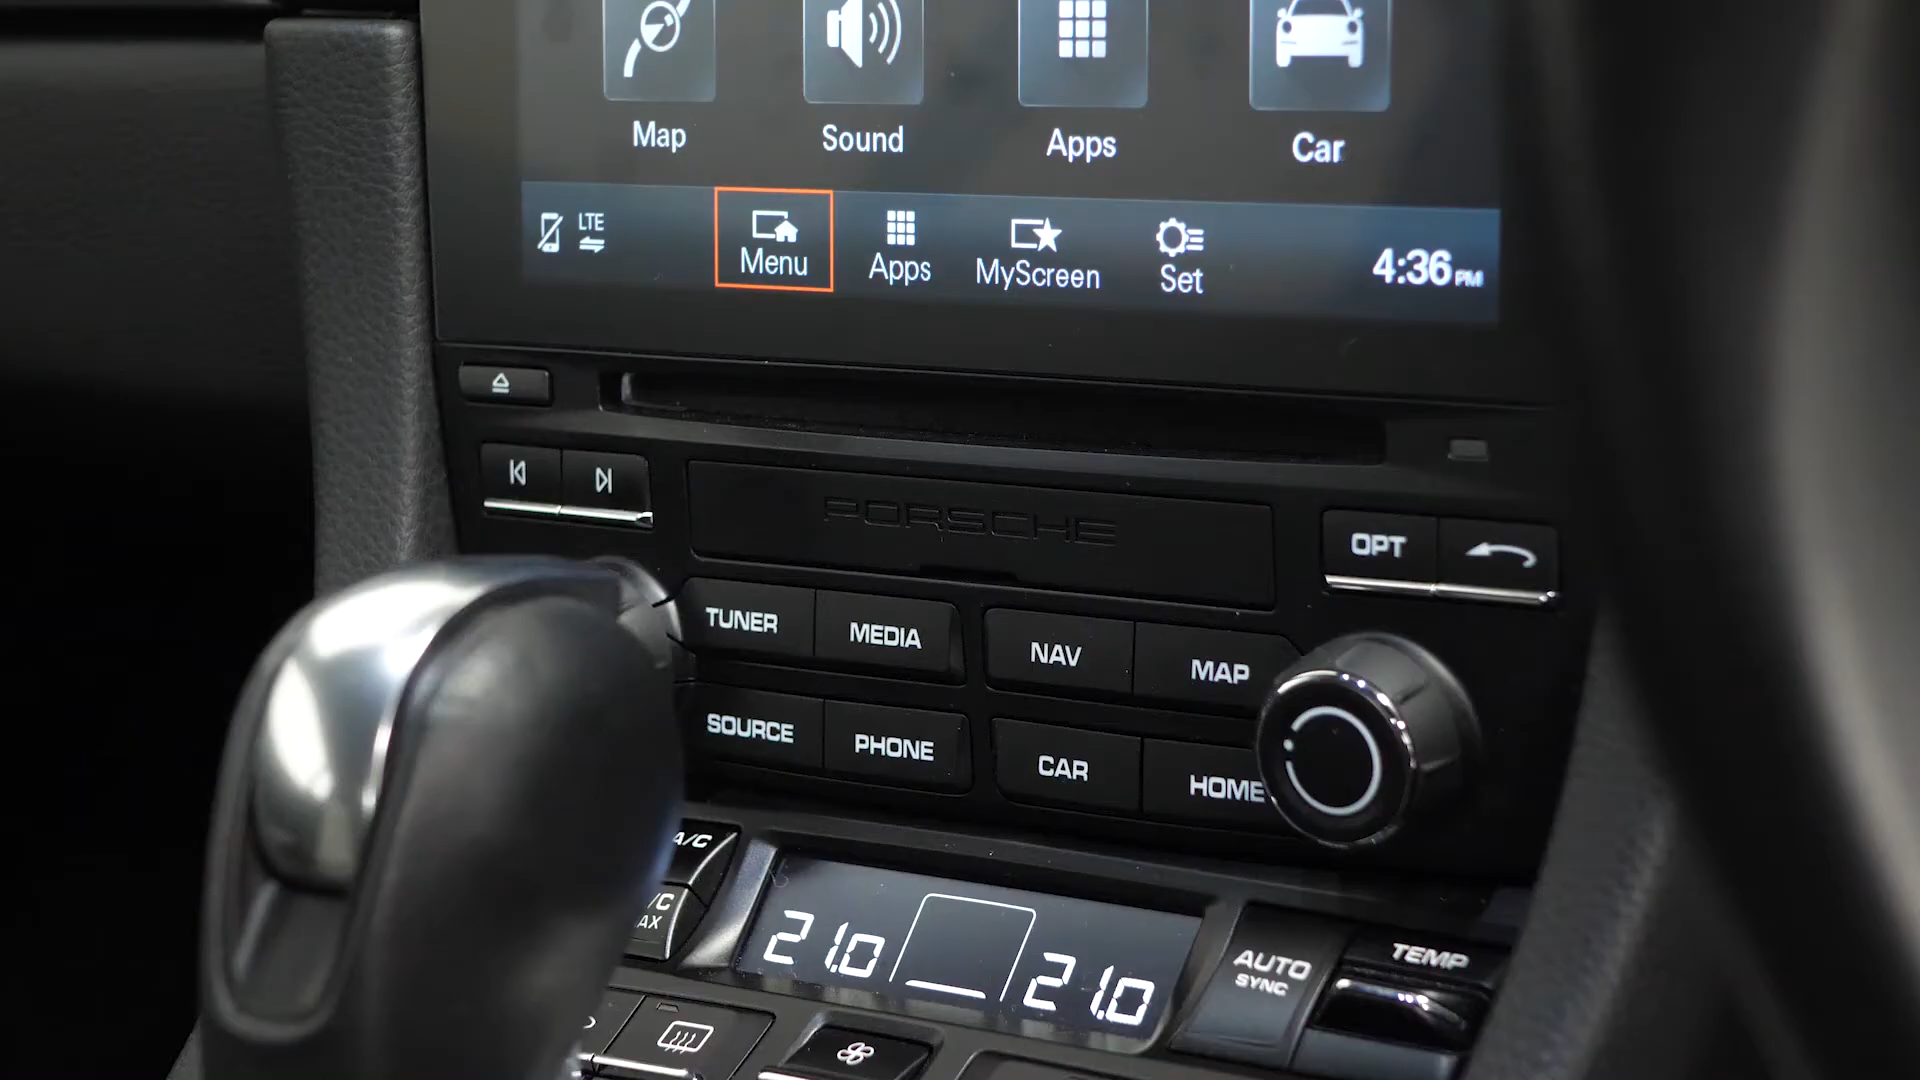 Map
Sound
Apps
Car
LTE
Menu
Apps
MyScreen
Set
4:36 PM
PORSCHE
OPT
TUNER
MEDIA
NAV
MAP
SOURCE
PHONE
CAR
HOME
A/C
/C
AX
21.0
21.0
AUTO
SYNC
TEMP